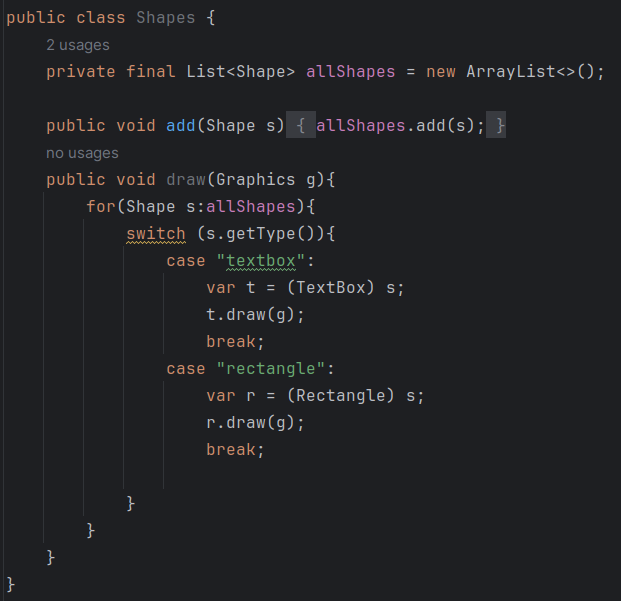 public class Shapes {
2 usages
private final List<Shape> allShapes = new ArrayList<>();
public void add(Shape s) { allShapes.add(s); }
no usages
public void draw(Graphics g){
for(Shape s:allShapes){
switch (s.getType()){
case "textbox":
var t = (TextBox) s;
t.draw(g);
break;
case "rectangle":
var r = (Rectangle) s;
r.draw(g);
break;
}
}
}
}